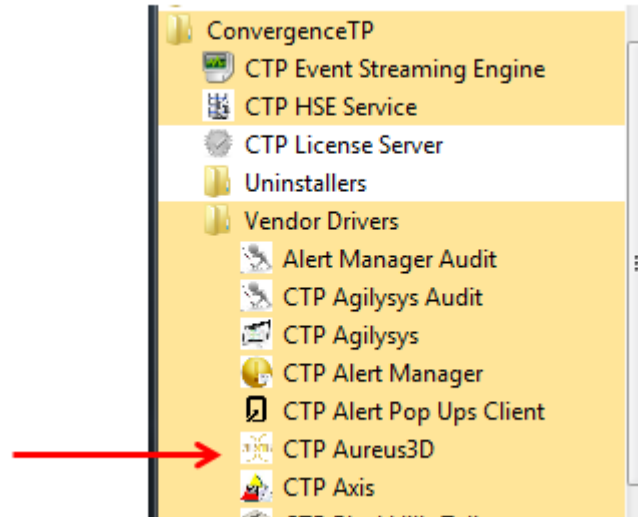 ConvergenceTP
CTP Event Streaming Engine
CTP HSE Service
CTP License Server
Uninstallers
Vendor Drivers
Alert Manager Audit
CTP Agilysys Audit
CTP Agilysys
CTP Alert Manager
CTP Alert Pop Ups Client
CTP Aureus3D
CTP Axis